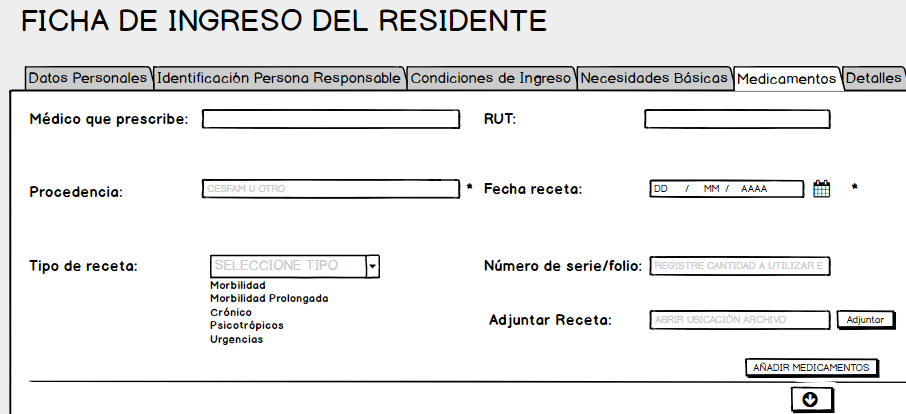 FICHA DE INGRESO DEL RESIDENTE
Datos Personales Identificación Persona Responsable Condiciones de Ingreso Necesidades Básicas Medicamentos Detalles
Médico que prescribe: RUT:
Procedencia: CESFAM U OTRO * Fecha receta: DD / MM / AAAA *
Tipo de receta: SELECCIONE TIPO Número de serie/folio: REGISTRE CANTIDAD A UTILIZAR E
Morbilidad
Morbilidad Prolongada
Crónico
Psicotrópicos
Urgencias
Adjuntar Receta: ABRIR UBICACIÓN ARCHIVO Adjuntar
AÑADIR MEDICAMENTOS